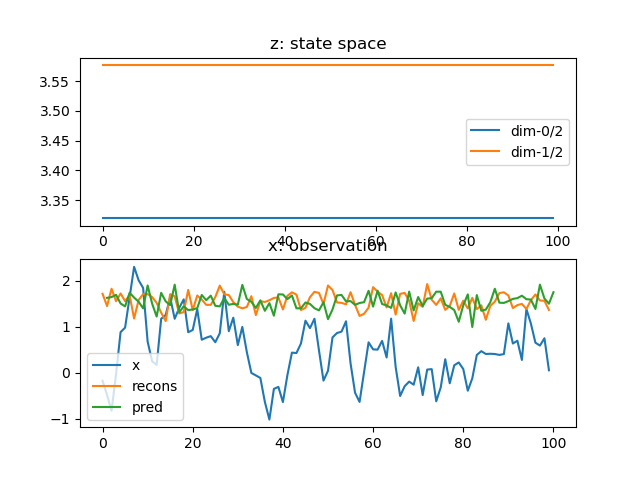 z: state space
3.55
3.50
3.45
3.40
3.35
dim-0/2
dim-1/2
0 20 40 60 80 100
x: observation
2
1
0
−1
x
recons
pred
0 20 40 60 80 100